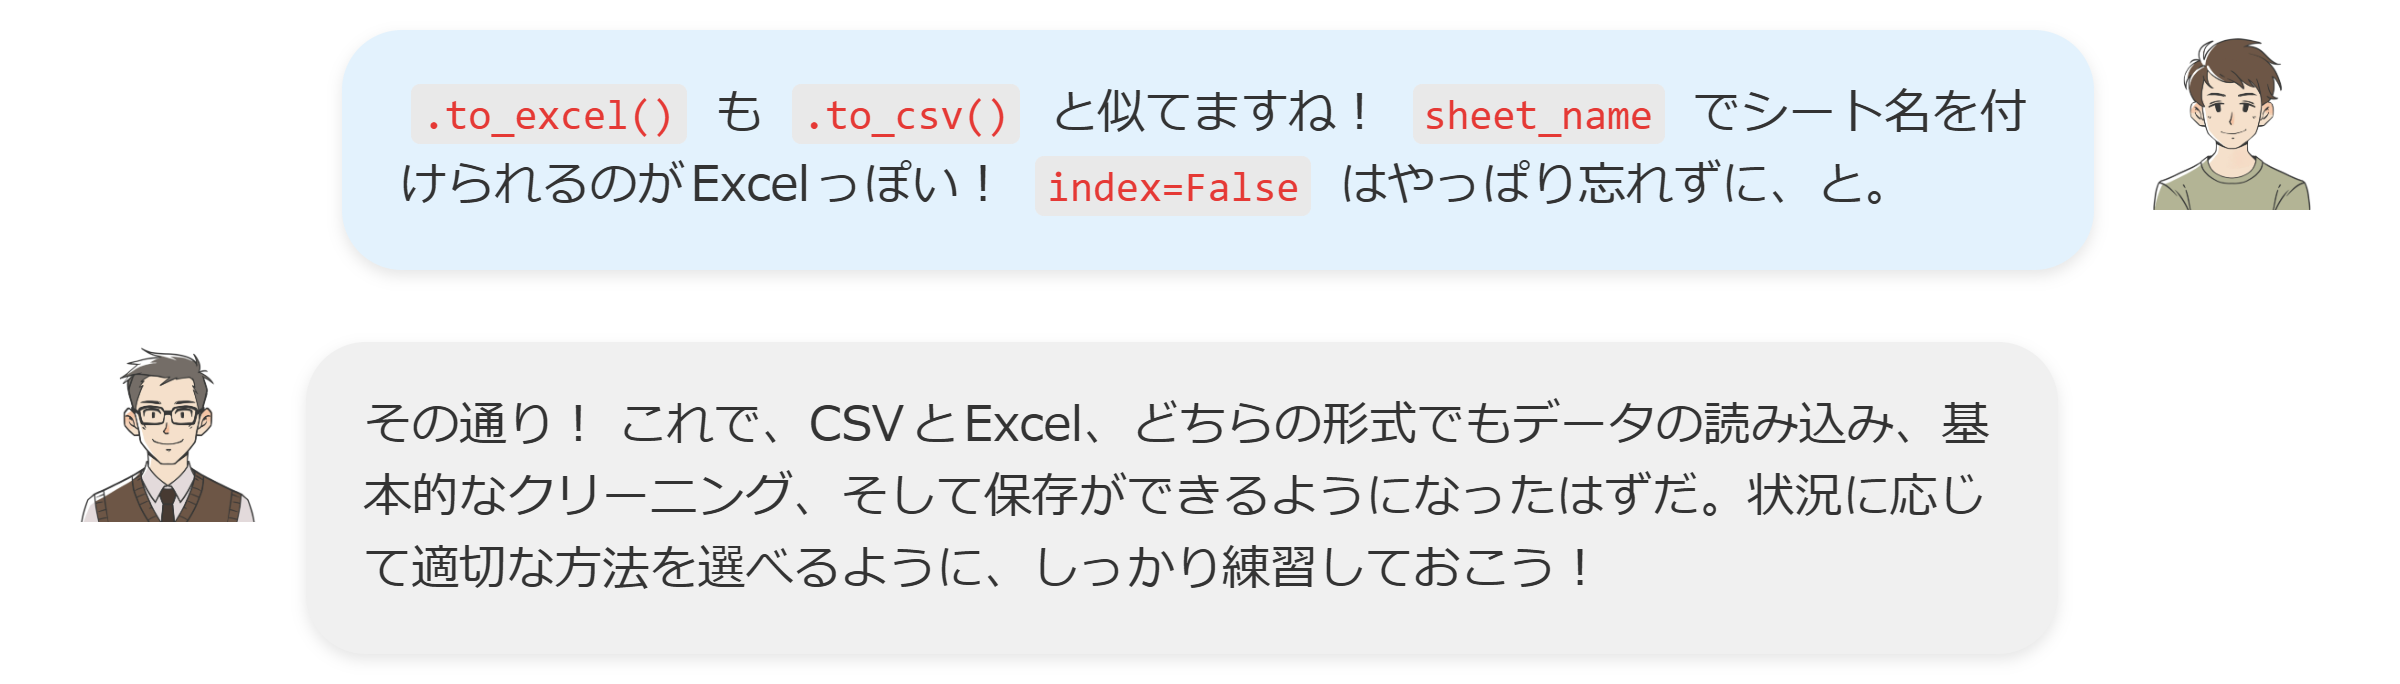 .to_excel() も .to_csv() と似てますね！ sheet_name でシート名を付
けられるのがExcelっぽい！ index=False はやっぱり忘れずに、と。
その通り！ これで、CSVとExcel、どちらの形式でもデータの読み込み、基
本的なクリーニング、そして保存ができるようになったはずだ。状況に応じ
て適切な方法を選べるように、しっかり練習しておこう！